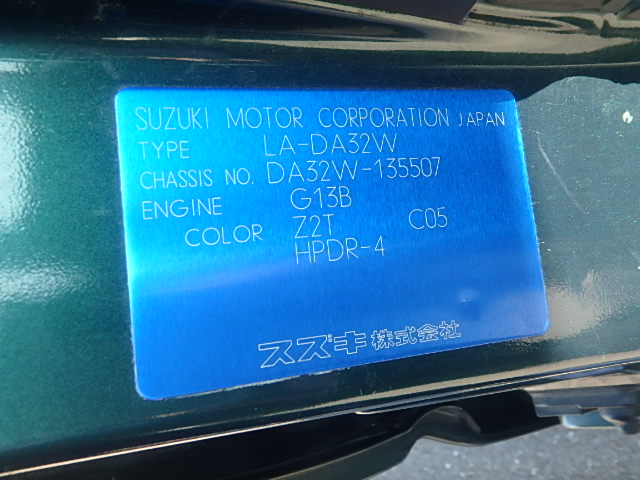 SUZUKI MOTOR CORPORATION JAPAN
TYPE LA-DA32W
CHASSIS NO. DA32W-135507
ENGINE G13B
COLOR Z2T C05
HPDR-4
スズキ株式会社